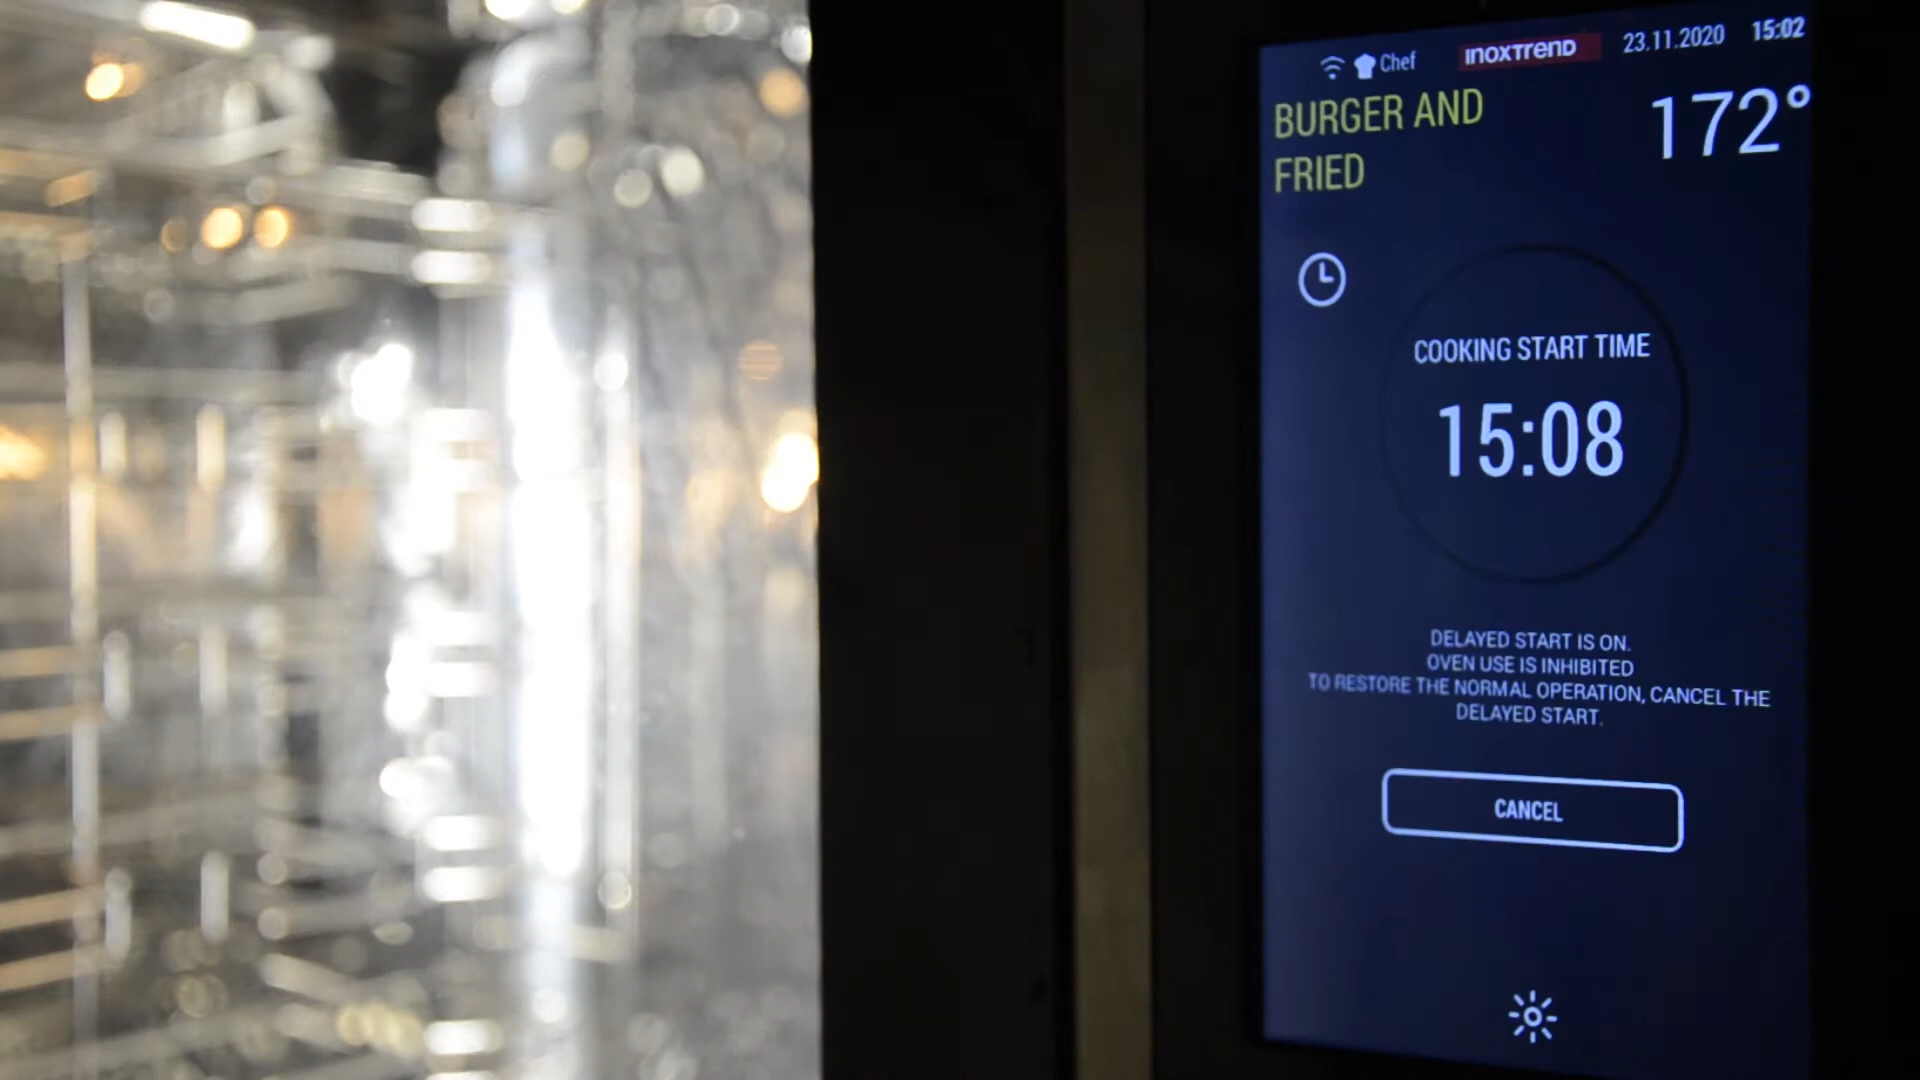 Chef INOXTREND 23.11.2020 15:02
BURGER AND
FRIED
172°
COOKING START TIME
15:08
DELAYED START IS ON.
OVEN USE IS INHIBITED
TO RESTORE THE NORMAL OPERATION, CANCEL THE
DELAYED START.
CANCEL